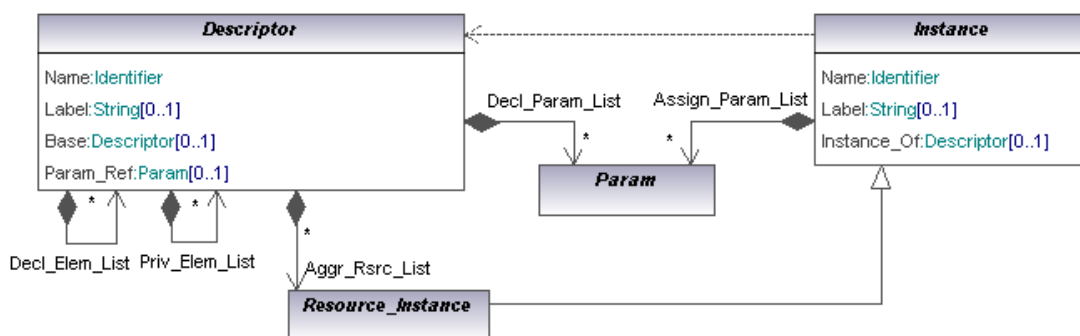 Descriptor
Name:Identifier
Label:String[0..1]
Base:Descriptor[0..1]
Param_Ref:Param[0..1]
Instance
Name:Identifier
Label:String[0..1]
Instance_Of:Descriptor[0..1]
Decl_Param_List
Assign_Param_List
*
*
Param
*
*
*
Decl_Elem_List
Priv_Elem_List
Aggr_Rsrc_List
Resource_Instance